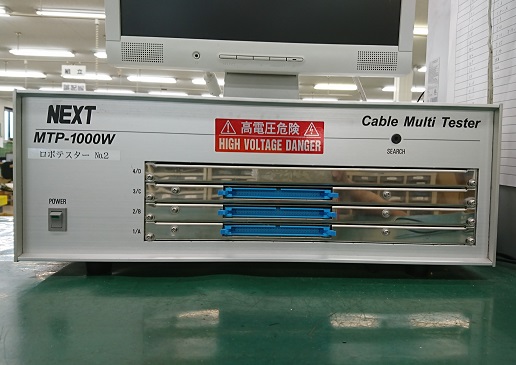 NEXT
MTP-1000W
ロボテスター No.2
高電圧危険
HIGH VOLTAGE DANGER
Cable Multi Tester
SEARCH
4/D
3/C
2/B
1/A
POWER